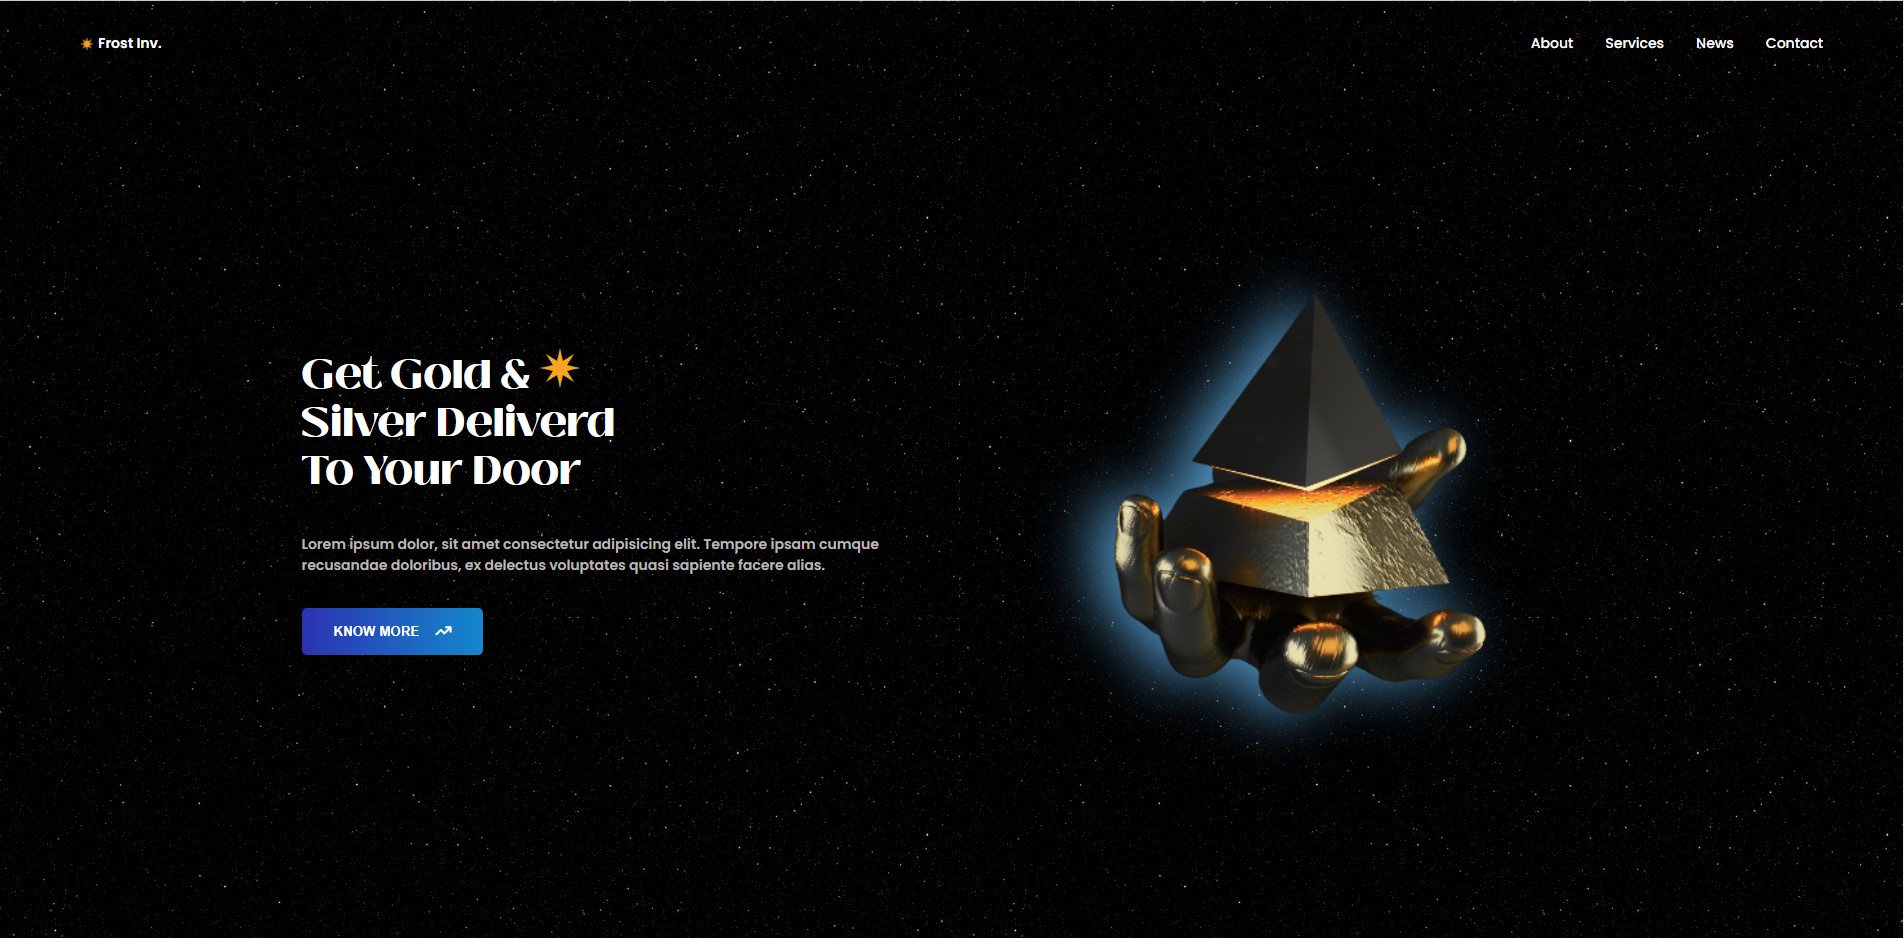 Frost Inv.
About Services News Contact
Get Gold &
Silver Deliverd
To Your Door
Lorem ipsum dolor, sit amet consectetur adipisicing elit. Tempore ipsam cumque
recusandae doloribus, ex delectus voluptates quasi sapiente facere alias.
KNOW MORE